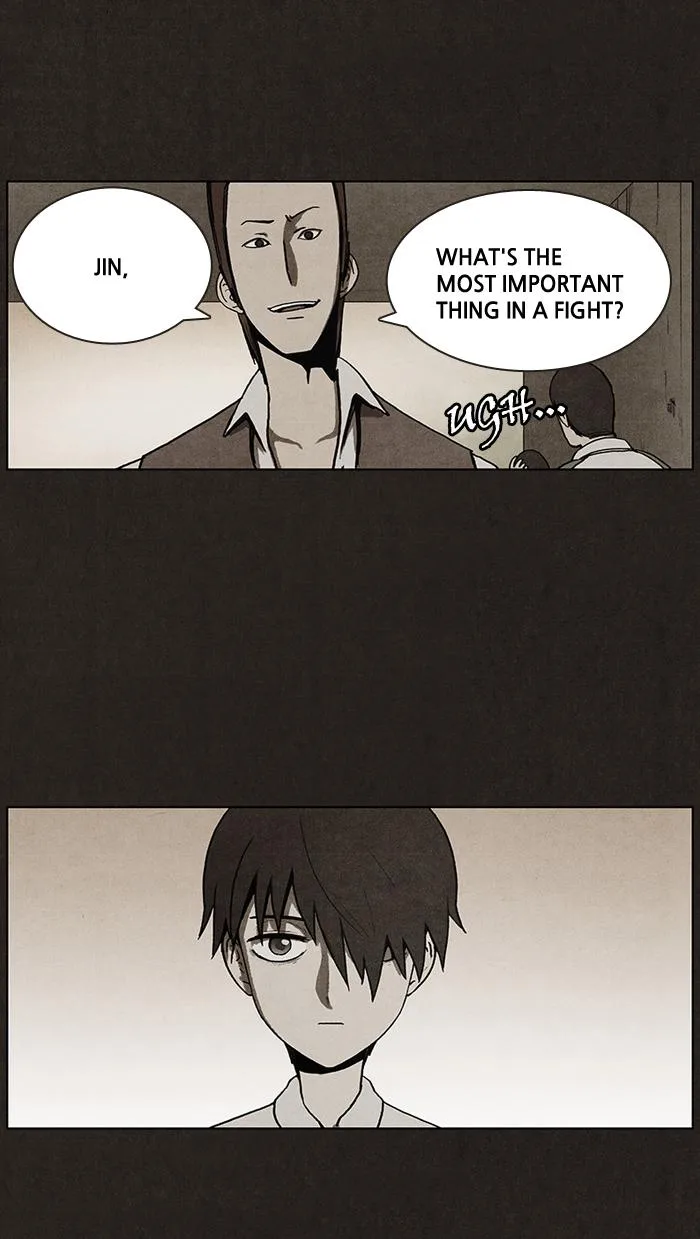 JIN,
WHAT'S THE
MOST IMPORTANT
THING IN A FIGHT?
UGH...